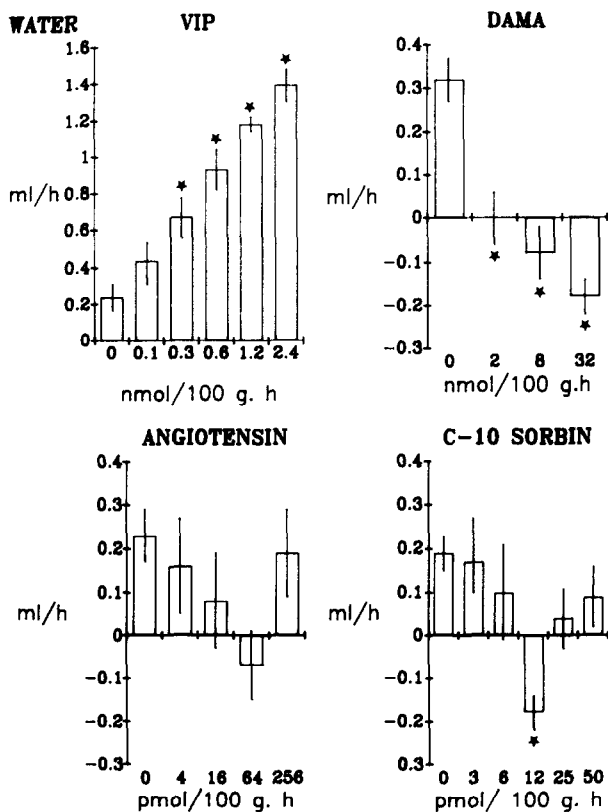 WATER
VIP
1.6
1.4
1.2
1
ml/h
0.8
0.6
0.4
0.2
0
0 0.1 0.3 0.6 1.2 2.4
nmol/100 g. h
DAMA
0.4
0.3
0.2
0.1
ml/h
0
-0.1
-0.2
-0.3
0 2 8 32
nmol/100 g.h
ANGIOTENSIN
0.4
0.3
0.2
0.1
ml/h
0
-0.1
-0.2
-0.3
0 4 16 64 256
pmol/100 g. h
C-10 SORBIN
0.4
0.3
0.2
0.1
ml/h
0
-0.1
-0.2
-0.3
0 3 6 12 25 50
pmol/ 100 g. h